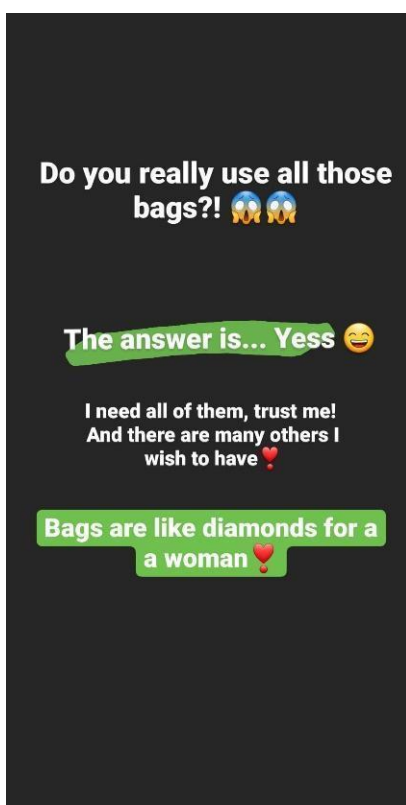 Do you really use all those
bags?! 😱😱
The answer is... Yess 😄
I need all of them, trust me!
And there are many others I
wish to have❣️
Bags are like diamonds for a
a woman❣️